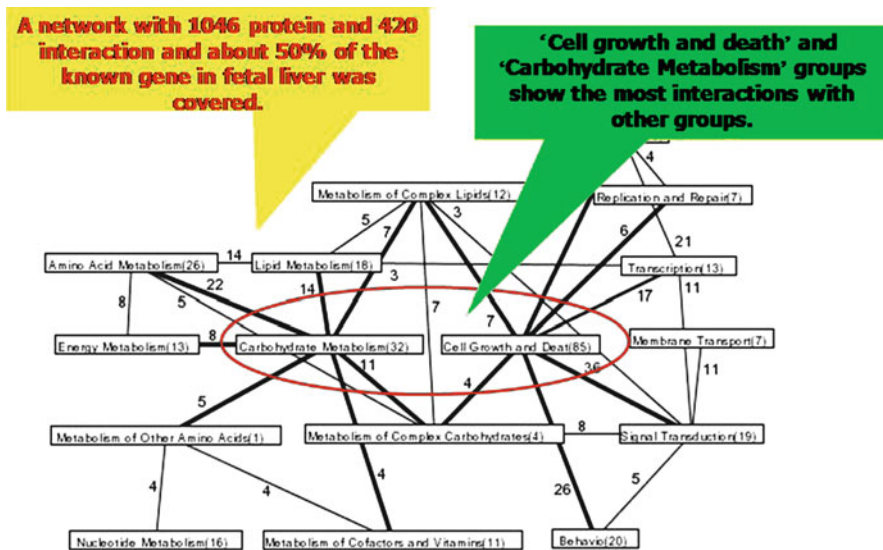 A network with 1046 protein and 420
interaction and about 50% of the
known gene in fetal liver was
covered.
'Cell growth and death' and
'Carbohydrate Metabolism' groups
show the most interactions with
other groups.
4
Metabolism of Complex Lipids(12)
Replication and Repair(7)
5
3
7
6
21
Amino Acid Metabolism(26)
14
Lipid Metabolism(18)
3
Transcription(13)
22
14
17
11
8
5
7
7
Energy Metabolism(13)
8
Carbohydrate Metabolism(32)
Cell Growth and Deat(85)
Membrane Transport(7)
11
4
36
11
5
Metabolism of Other Amino Acids(1)
Metabolism of Complex Carbohydrates(4)
8
Signal Transduction(19)
4
4
4
26
5
Nucleotide Metabolism(16)
Metabolism of Cofactors and Vitamins(11)
Behavio(20)